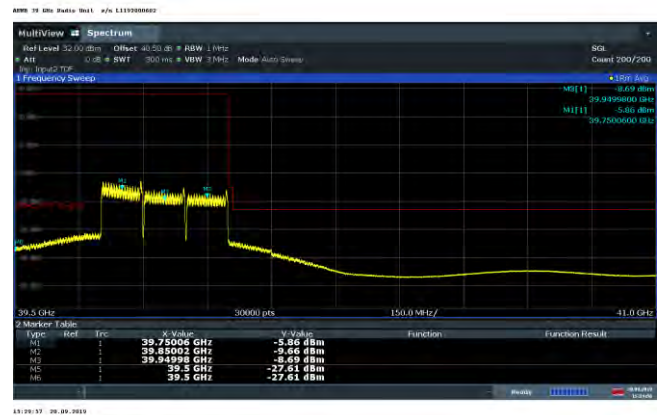 AEWB 39 GHz Radio Unit s/n L1193000602
MultiView Spectrum
Ref Level 32.00 dBm Offset 40.50 dB RBW 1 MHz SGL
Att 0 dB SWT 300 ms VBW 3 MHz Mode Auto Sweep Count 200/200
Inp: Input2 TDF
1 Frequency Sweep 1Rm Avg
M3[1] -8.69 dBm
39.9499800 GHz
M1[1] -5.86 dBm
39.7500600 GHz
39.5 GHz 30000 pts 150.0 MHz/ 41.0 GHz
2 Marker Table
Type Ref Trc X-Value Y-Value Function Function Result
M1 1 39.75006 GHz -5.86 dBm
M2 1 39.85002 GHz -9.66 dBm
M3 1 39.94998 GHz -8.69 dBm
M5 1 39.5 GHz -27.61 dBm
M6 1 39.5 GHz -27.61 dBm
Ready
15:29:57 20.09.2019